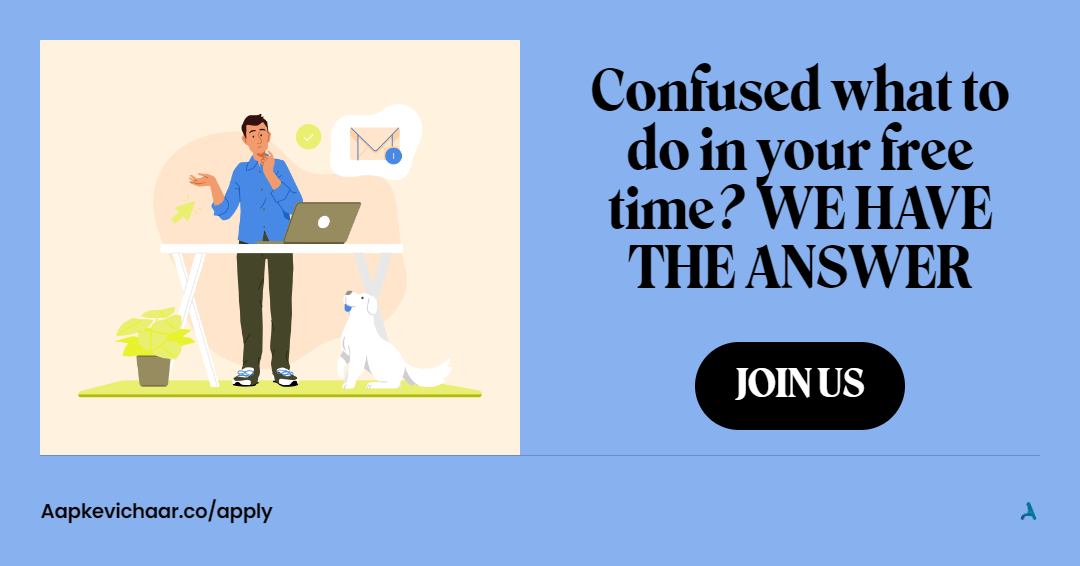 Confused what to
do in your free
time? WE HAVE
THE ANSWER
JOIN US
Aapkevichaar.co/apply